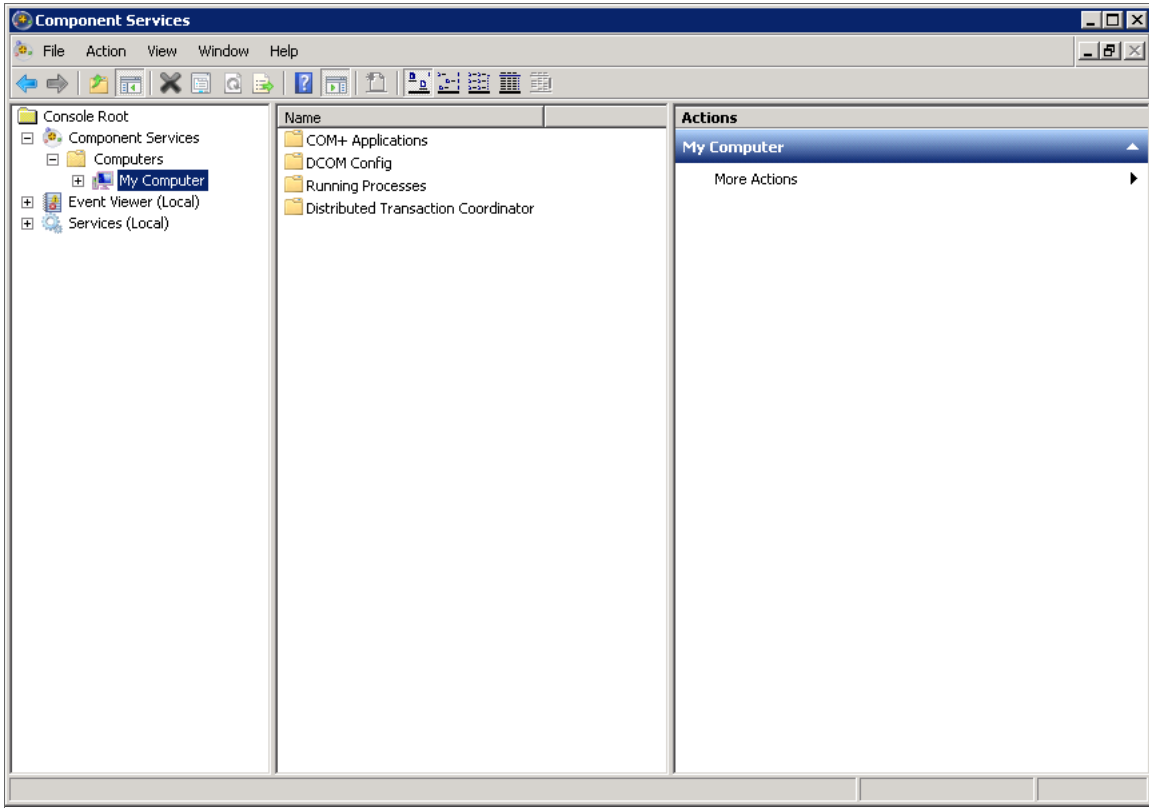 Component Services
File Action View Window Help
Console Root
Component Services
Computers
My Computer
Event Viewer (Local)
Services (Local)
Name
COM+ Applications
DCOM Config
Running Processes
Distributed Transaction Coordinator
Actions
My Computer
More Actions